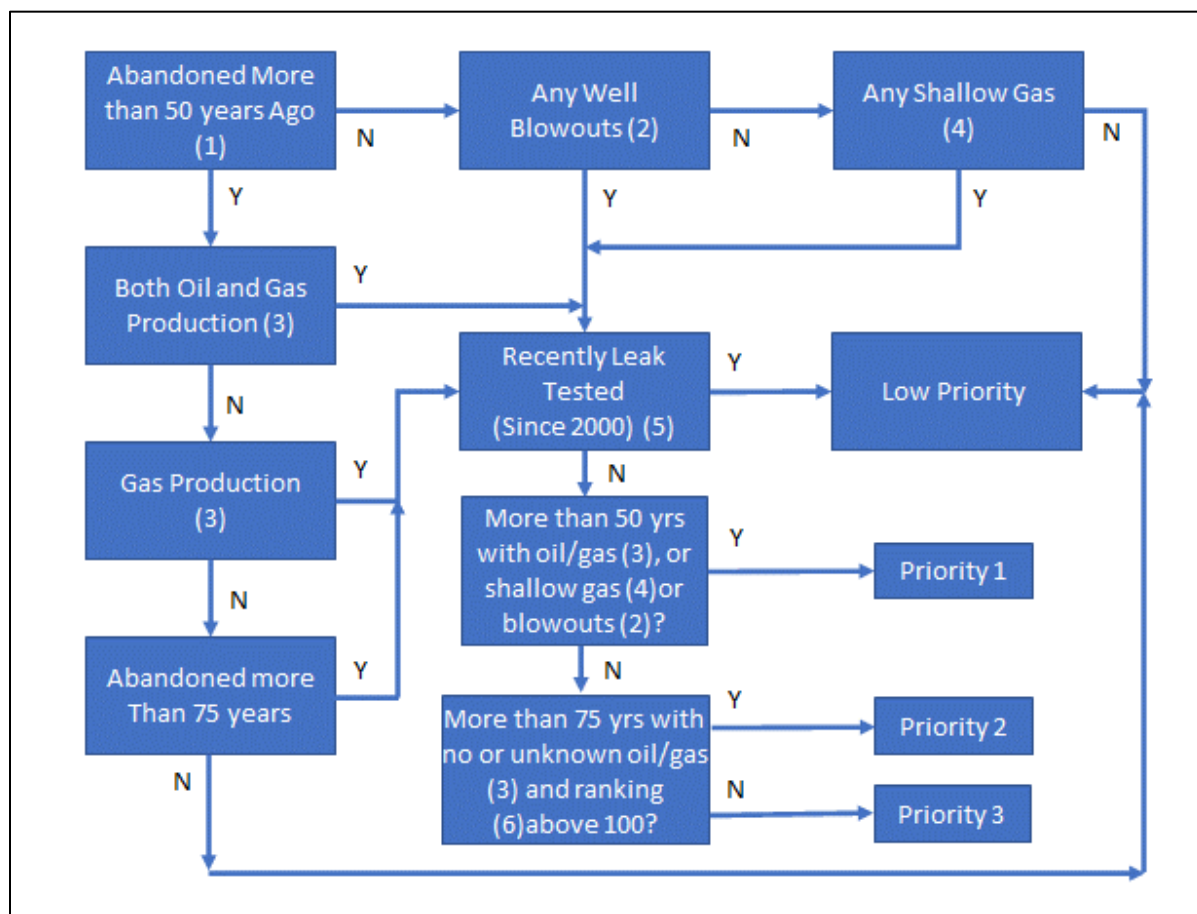 Abandoned More
than 50 years Ago
(1)
N
Any Well
Blowouts (2)
N
Any Shallow Gas
(4)
N
Y
Y
Y
Both Oil and Gas
Production (3)
Y
N
Recently Leak
Tested
(Since 2000) (5)
Y
Low Priority
N
Gas Production
(3)
Y
N
More than 50 yrs
with oil/gas (3), or
shallow gas (4)or
blowouts (2)?
Y
Priority 1
N
Abandoned more
Than 75 years
Y
N
More than 75 yrs with
no or unknown oil/gas
(3) and ranking
(6)above 100?
Y
Priority 2
N
Priority 3